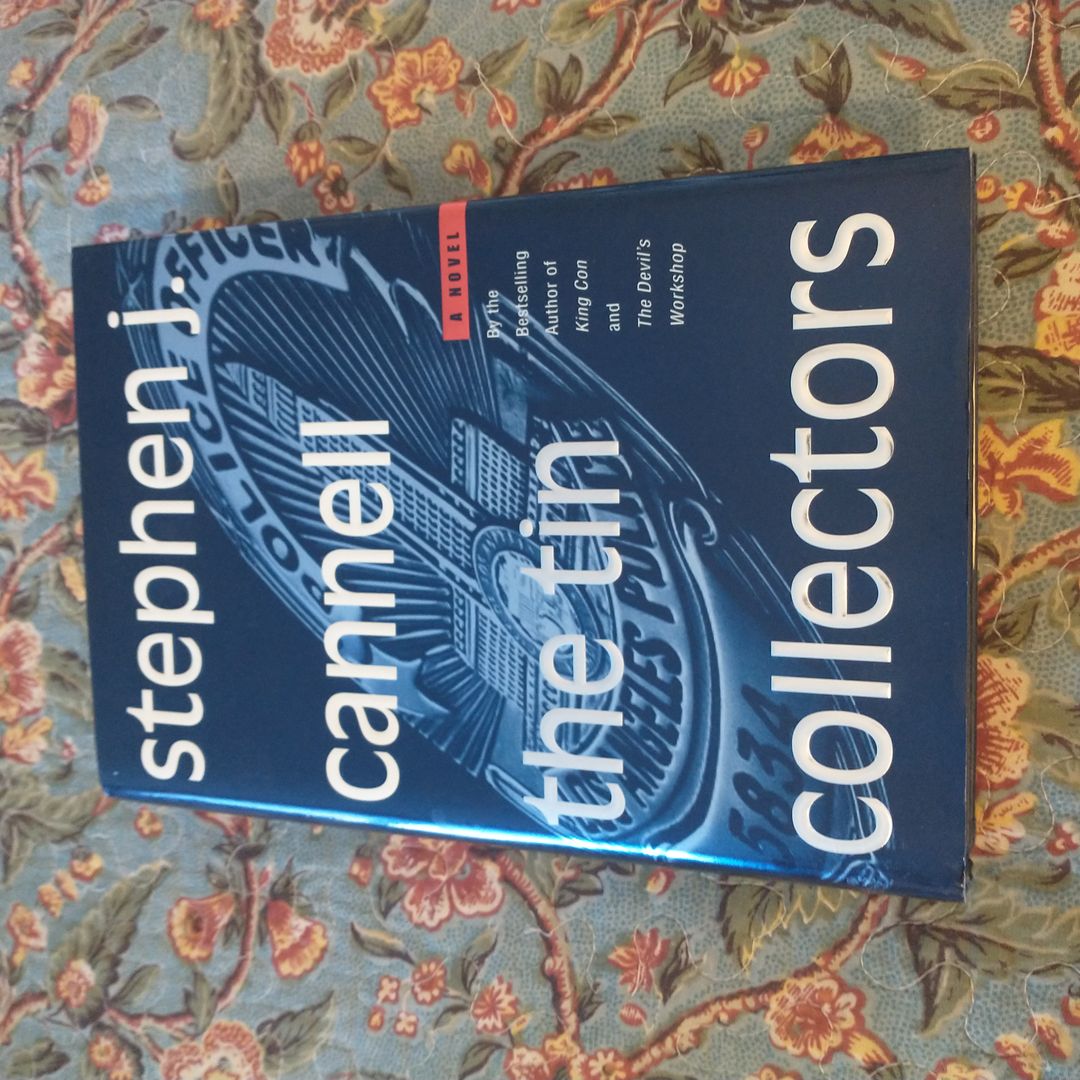 stephen j.
cannell
the tin
collectors
A NOVEL
By the
Bestselling
Author of
King Con
and
The Devil's
Workshop
POLICE OFFICER
ANGELES POLICE
5834